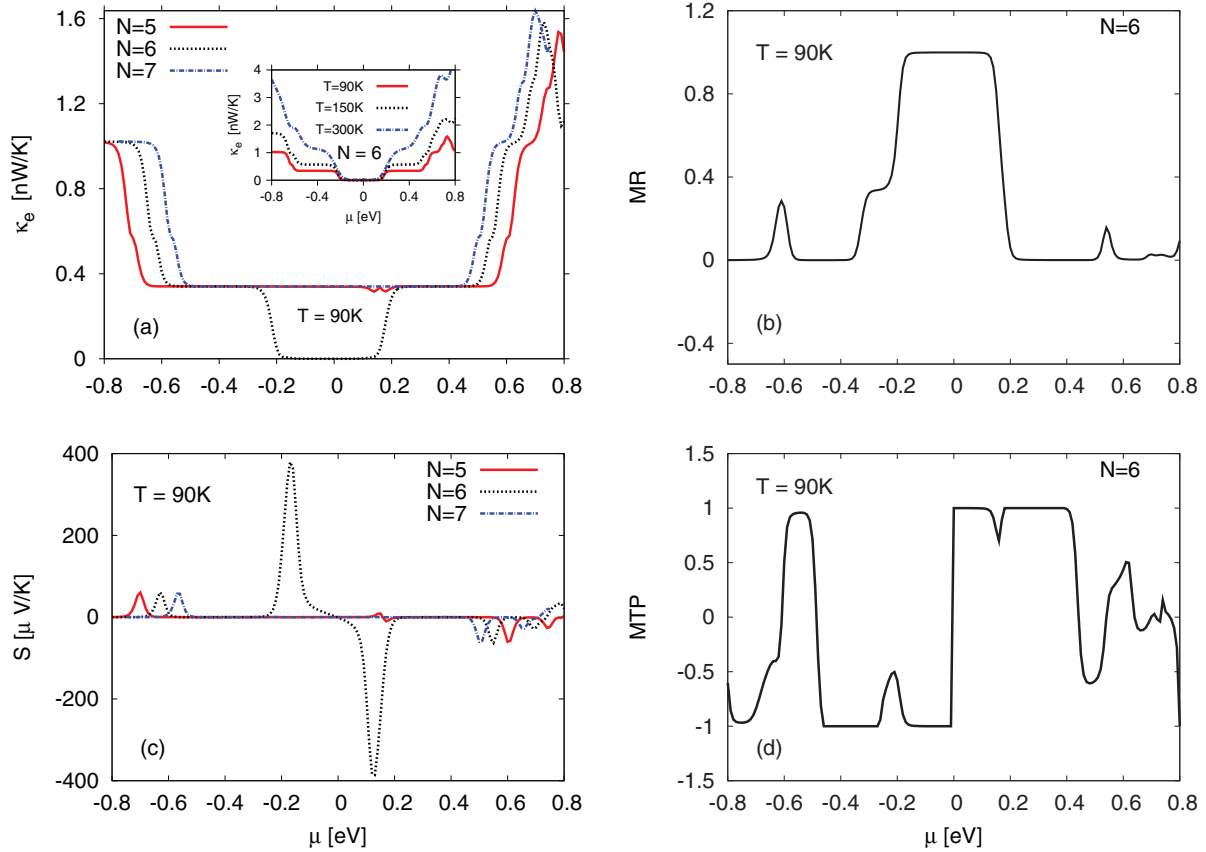 N=5
N=6
N=7
κe [nW/K]
1.6
1.2
0.8
0.4
0
-0.8 -0.6 -0.4 -0.2 0 0.2 0.4 0.6 0.8
(a)
T = 90K
κe [nW/K]
4
3
2
1
0
T=90K
T=150K
T=300K
N = 6
-0.8 -0.4 0 0.4 0.8
μ [eV]
MR
1.2
0.8
0.4
0
-0.4
T = 90K
N=6
(b)
-0.8 -0.6 -0.4 -0.2 0 0.2 0.4 0.6 0.8
S [μ V/K]
400
200
0
-200
-400
T = 90K
N=5
N=6
N=7
(c)
-0.8 -0.6 -0.4 -0.2 0 0.2 0.4 0.6 0.8
μ [eV]
MTP
1.5
1
0.5
0
-0.5
-1
-1.5
T = 90K
N=6
(d)
-0.8 -0.6 -0.4 -0.2 0 0.2 0.4 0.6 0.8
μ [eV]